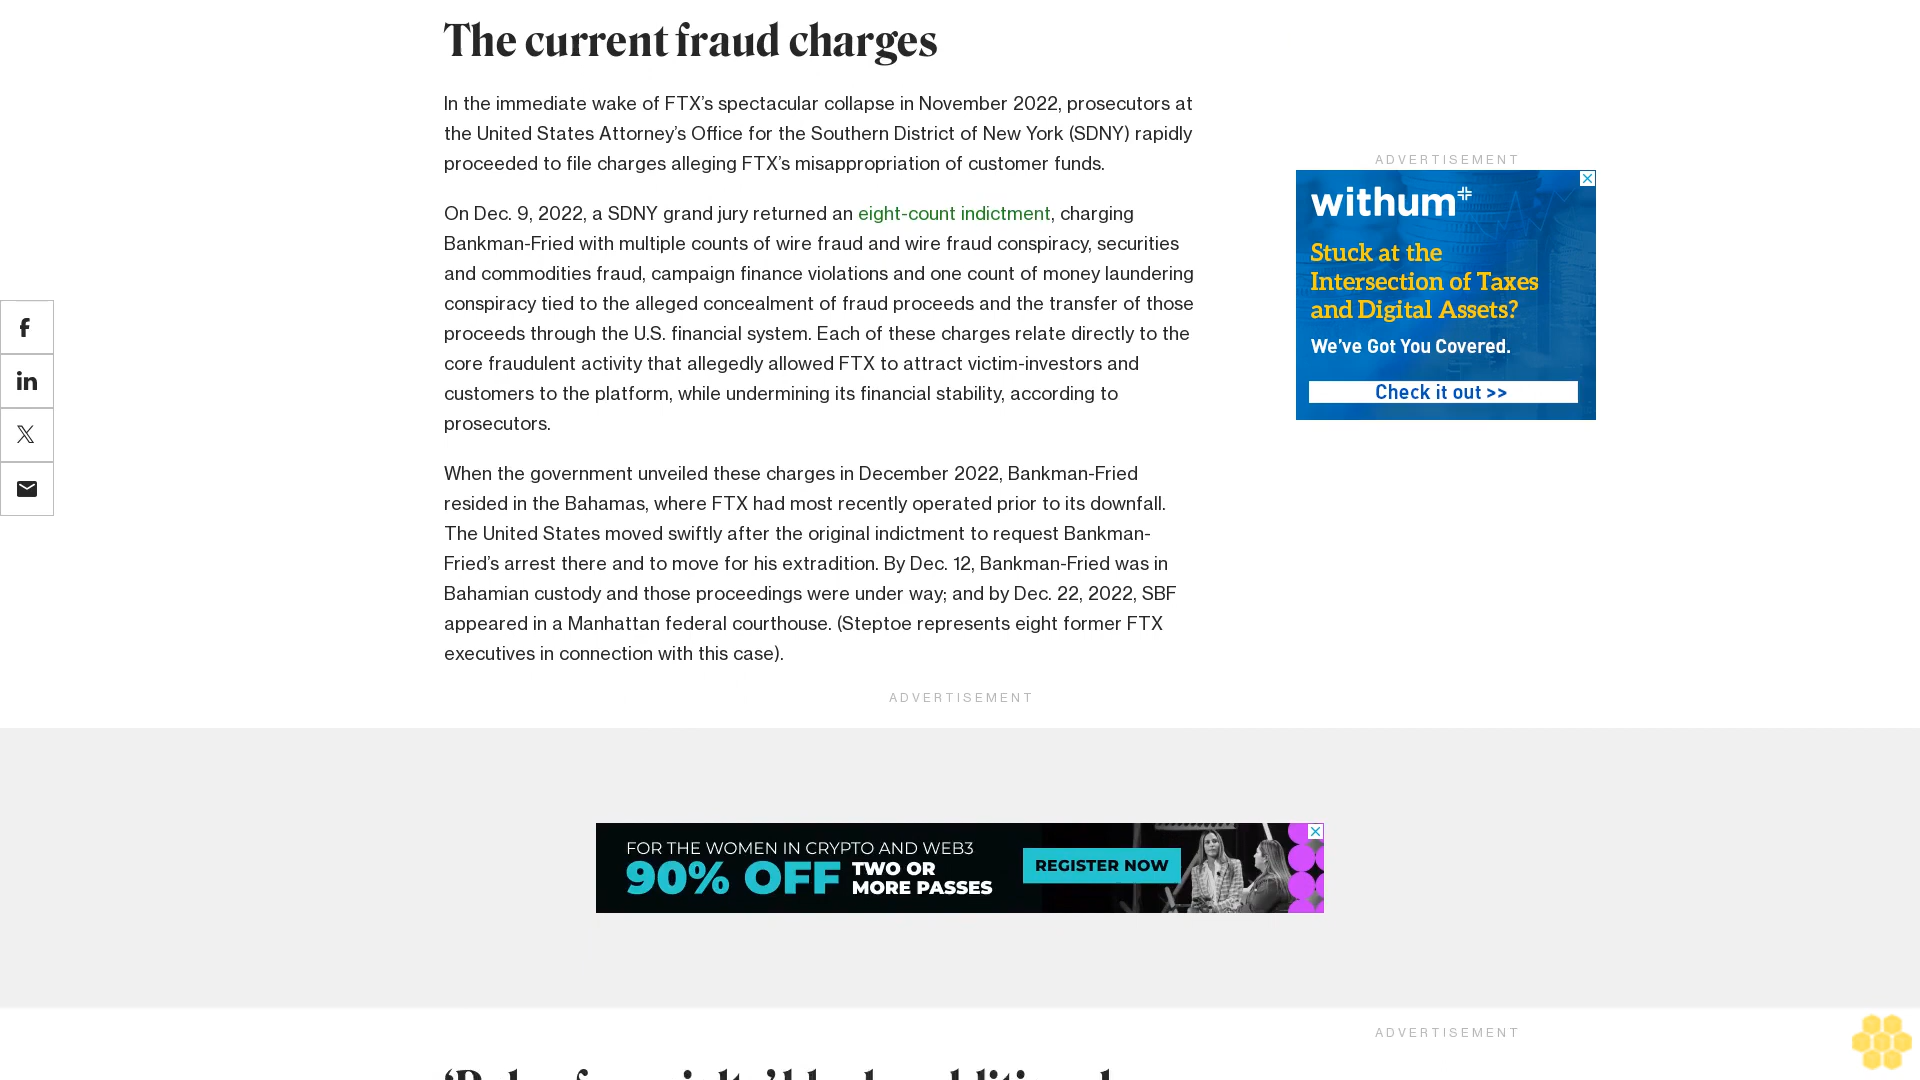 The current fraud charges
In the immediate wake of FTX’s spectacular collapse in November 2022, prosecutors at
the United States Attorney’s Office for the Southern District of New York (SDNY) rapidly
proceeded to file charges alleging FTX’s misappropriation of customer funds.
On Dec. 9, 2022, a SDNY grand jury returned an eight-count indictment, charging
Bankman-Fried with multiple counts of wire fraud and wire fraud conspiracy, securities
and commodities fraud, campaign finance violations and one count of money laundering
conspiracy tied to the alleged concealment of fraud proceeds and the transfer of those
proceeds through the U.S. financial system. Each of these charges relate directly to the
core fraudulent activity that allegedly allowed FTX to attract victim-investors and
customers to the platform, while undermining its financial stability, according to
prosecutors.
When the government unveiled these charges in December 2022, Bankman-Fried
resided in the Bahamas, where FTX had most recently operated prior to its downfall.
The United States moved swiftly after the original indictment to request Bankman-
Fried’s arrest there and to move for his extradition. By Dec. 12, Bankman-Fried was in
Bahamian custody and those proceedings were under way; and by Dec. 22, 2022, SBF
appeared in a Manhattan federal courthouse. (Steptoe represents eight former FTX
executives in connection with this case).
ADVERTISEMENT
withum
Stuck at the
Intersection of Taxes
and Digital Assets?
We’ve Got You Covered.
Check it out >>
ADVERTISEMENT
FOR THE WOMEN IN CRYPTO AND WEB3
90% OFF TWO OR
MORE PASSES
REGISTER NOW
ADVERTISEMENT